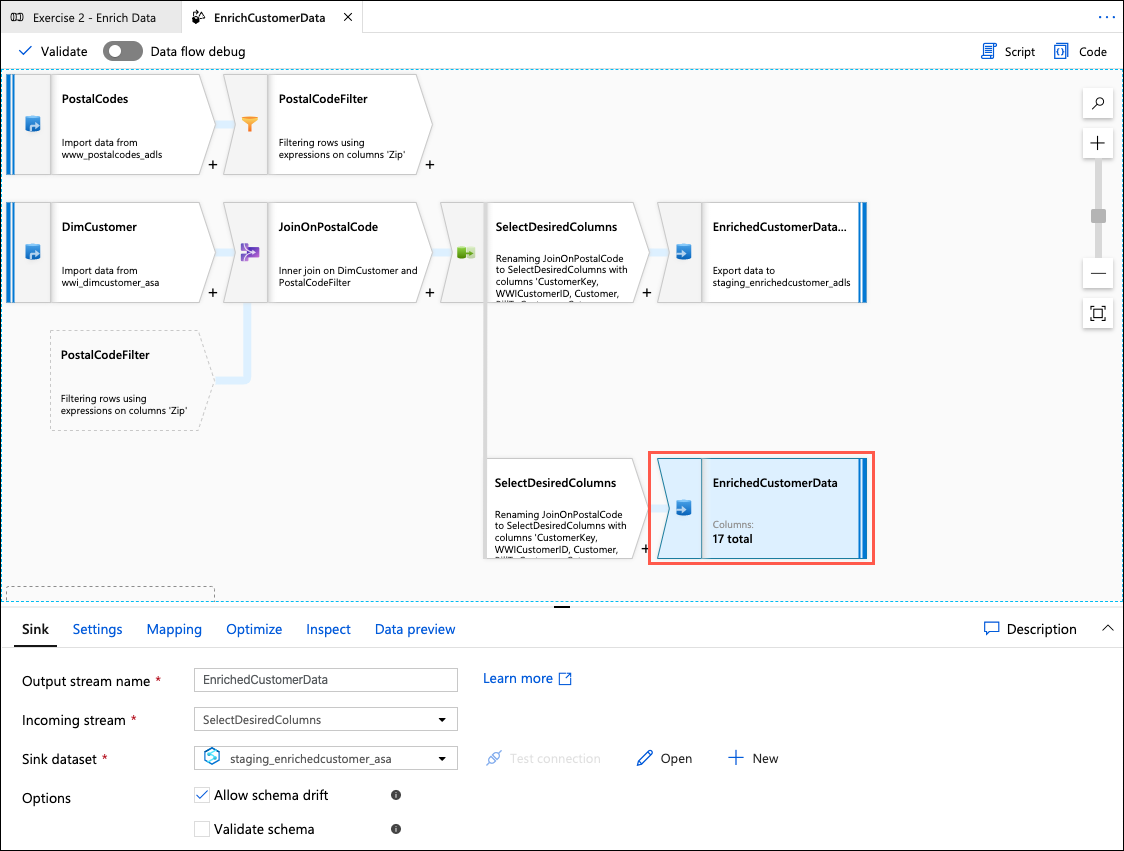 Exercise 2 - Enrich Data
EnrichCustomerData
Validate
Data flow debug
Script
Code
PostalCodes
Import data from
www_postalcodes_adls
+
PostalCodeFilter
Filtering rows using
expressions on columns 'Zip'
+
DimCustomer
Import data from
wwi_dimcustomer_asa
+
JoinOnPostalCode
Inner join on DimCustomer and
PostalCodeFilter
+
SelectDesiredColumns
Renaming JoinOnPostalCode
to SelectDesiredColumns with
columns 'CustomerKey,
WWICustomerID, Customer,
+
EnrichedCustomerData...
Export data to
staging_enrichedcustomer_adls
PostalCodeFilter
Filtering rows using
expressions on columns 'Zip'
SelectDesiredColumns
Renaming JoinOnPostalCode
to SelectDesiredColumns with
columns 'CustomerKey,
WWICustomerID, Customer,
+
EnrichedCustomerData
Columns:
17 total
Sink
Settings
Mapping
Optimize
Inspect
Data preview
Description
Output stream name *
EnrichedCustomerData
Learn more
Incoming stream *
SelectDesiredColumns
Sink dataset *
staging_enrichedcustomer_asa
Test connection
Open
New
Options
Allow schema drift
Validate schema